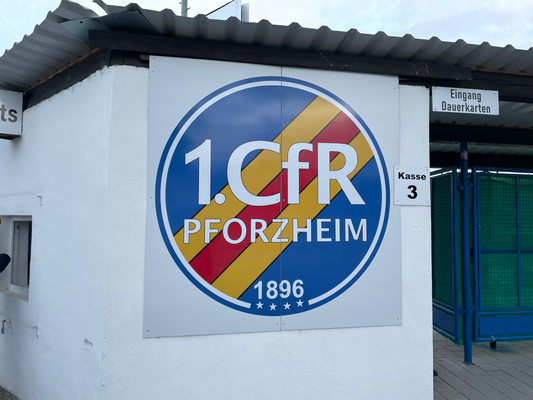 ts
1.CfR
PFORZHEIM
1896
Kasse
3
Eingang
Dauerkarten